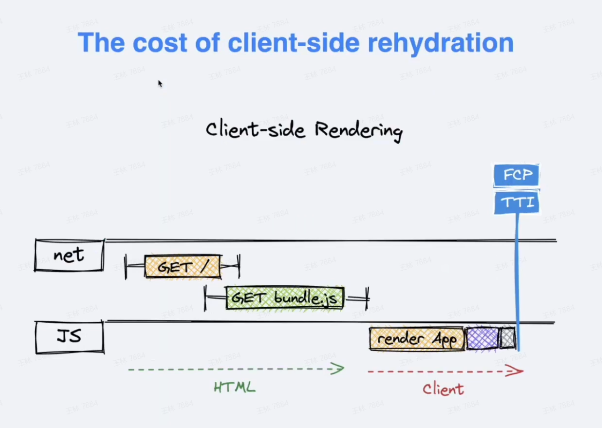 The cost of client-side rehydration
Client-side Rendering
FCP
TTI
net
GET /
GET bundle.js
JS
render App
HTML
Client